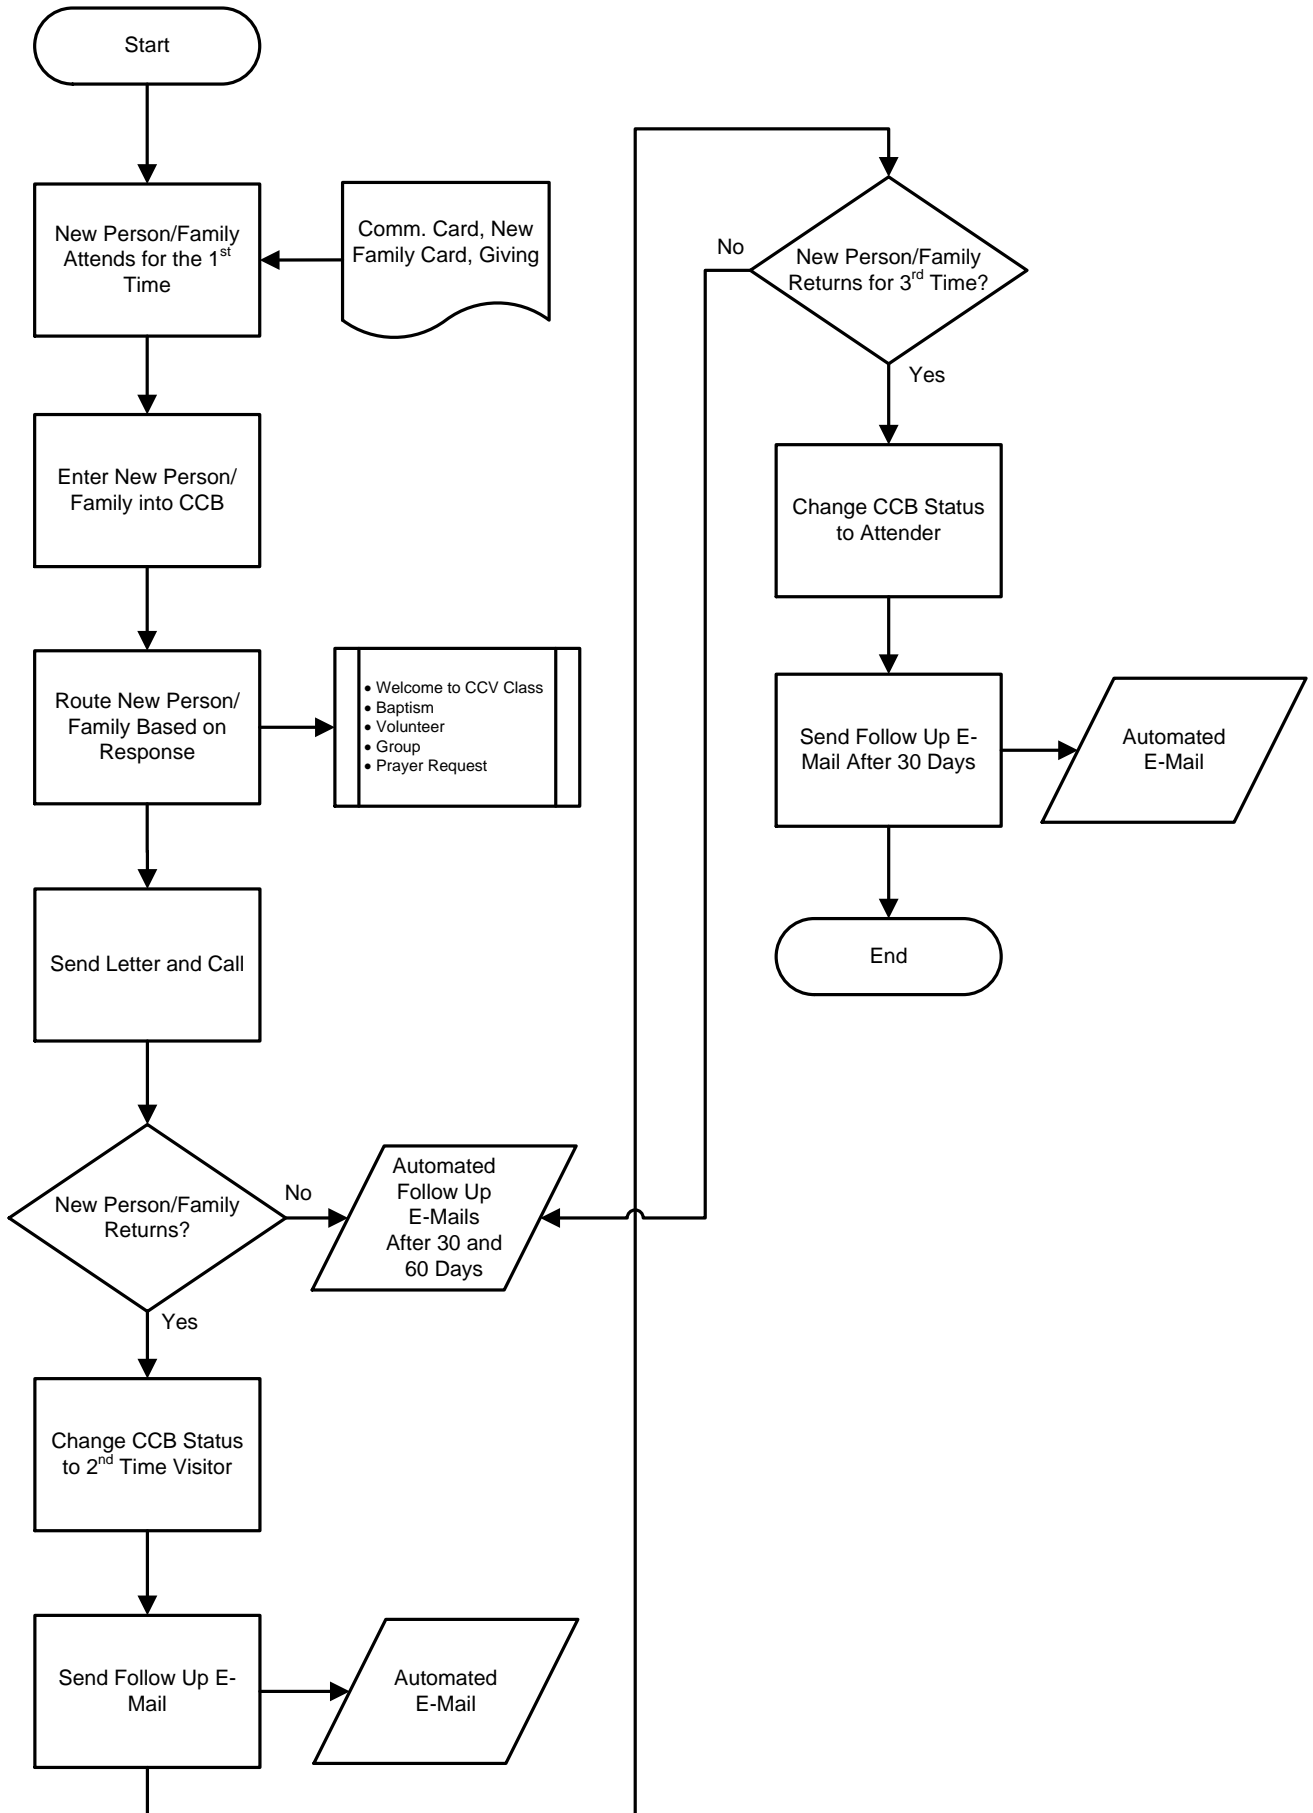 Start
New Person/Family
Attends for the 1st
Time
Comm. Card, New
Family Card, Giving
Enter New Person/
Family into CCB
Route New Person/
Family Based on
Response
• Welcome to CCV Class
• Baptism
• Volunteer
• Group
• Prayer Request
Send Letter and Call
New Person/Family
Returns?
No
Automated
Follow Up
E-Mails
After 30 and
60 Days
Yes
Change CCB Status
to 2nd Time Visitor
Send Follow Up E-
Mail
Automated
E-Mail
New Person/Family
Returns for 3rd Time?
No
Yes
Change CCB Status
to Attender
Send Follow Up E-
Mail After 30 Days
Automated
E-Mail
End